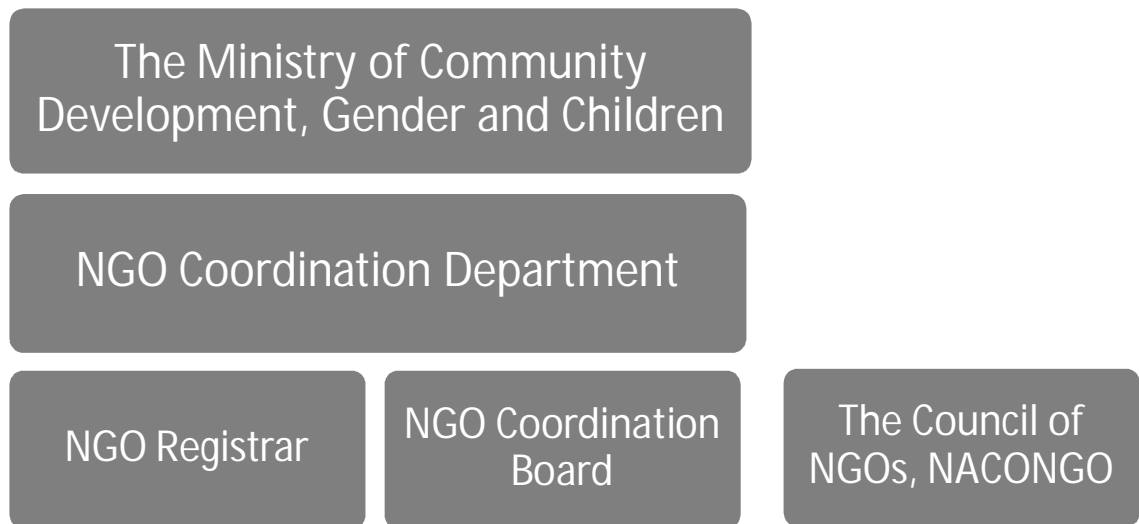 The Ministry of Community
Development, Gender and Children
NGO Coordination Department
NGO Registrar
NGO Coordination
Board
The Council of
NGOs, NACONGO